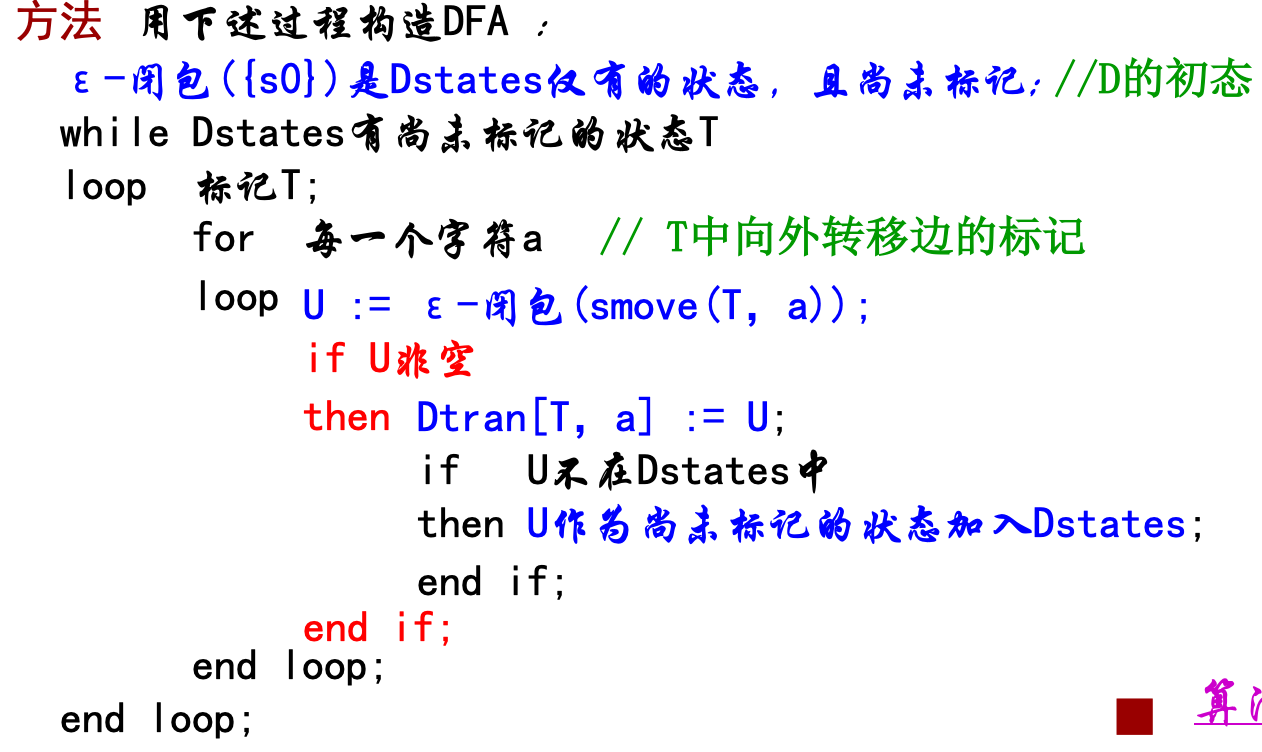 方法 用下述过程构造DFA :
ε-闭包({s0})是Dstates仅有的状态, 且尚未标记; //D的初态
while Dstates有尚未标记的状态T
loop 标记T;
for 每一个字符a // T中向外转移边的标记
loop U := ε-闭包(smove(T, a));
if U非空
then Dtran[T, a] := U;
if U不在Dstates中
then U作为尚未标记的状态加入Dstates;
end if;
end if;
end loop;
end loop;
算